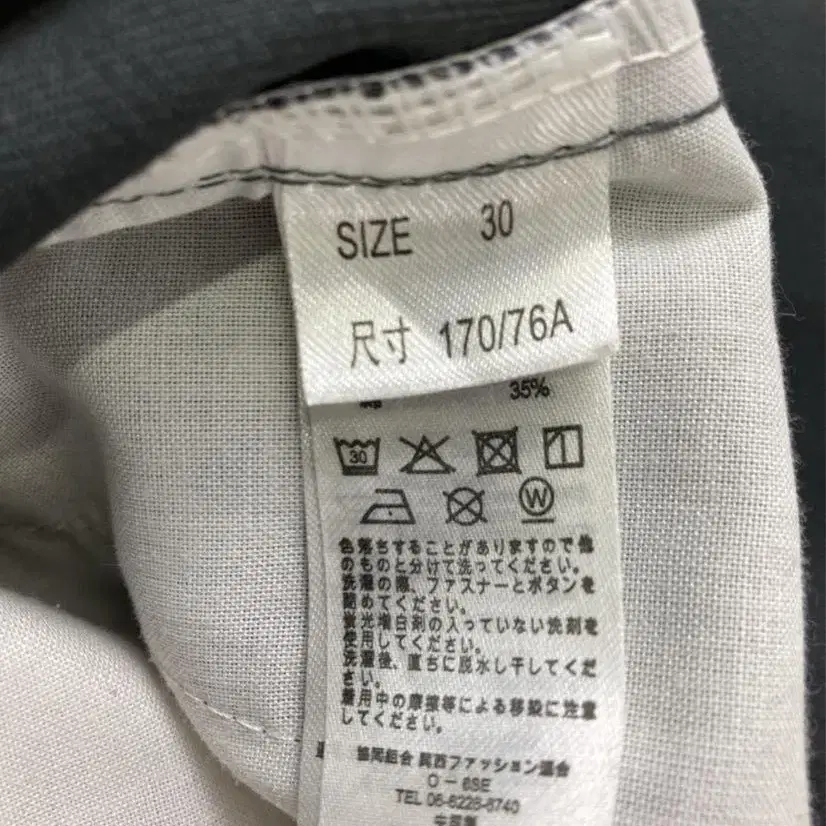 SIZE 30
尺寸 170/76A
35%
30
W
色落ちすることがありますので他
のものと分けて洗ってください。
洗濯の際、ファスナーとボタンを
閉めてください。
蛍光増白剤の入っていない洗剤を
使用してください。
洗濯後、直ちに脱水し干してくだ
さい。
着用中の摩擦等による移染に注意
してください。
協同組合 関西ファッション連合
O-6SE
TEL 06-6228-6740
中国製